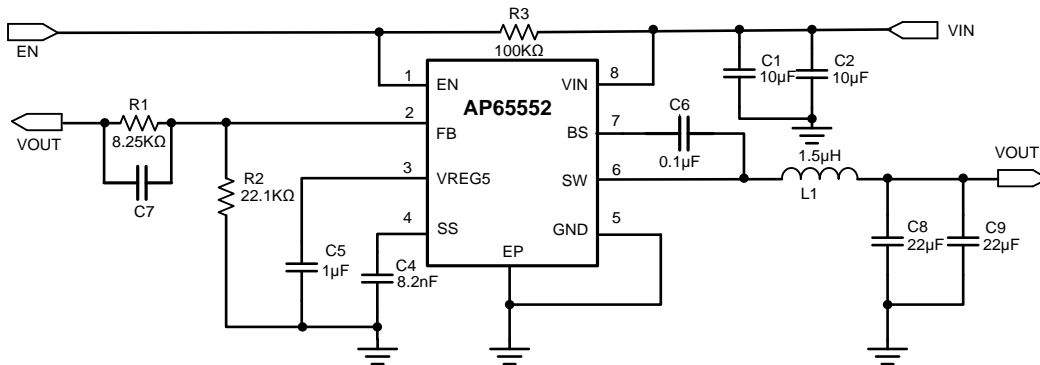 R3
EN
100KΩ
VIN
C1
10µF
C2
10µF
1
EN
VIN
8
AP65552
R1
8.25KΩ
VOUT
2
FB
BS
7
C6
0.1µF
C7
R2
22.1KΩ
3
VREG5
SW
6
1.5µH
L1
VOUT
4
SS
GND
5
EP
C5
1µF
C4
8.2nF
C8
22µF
C9
22µF